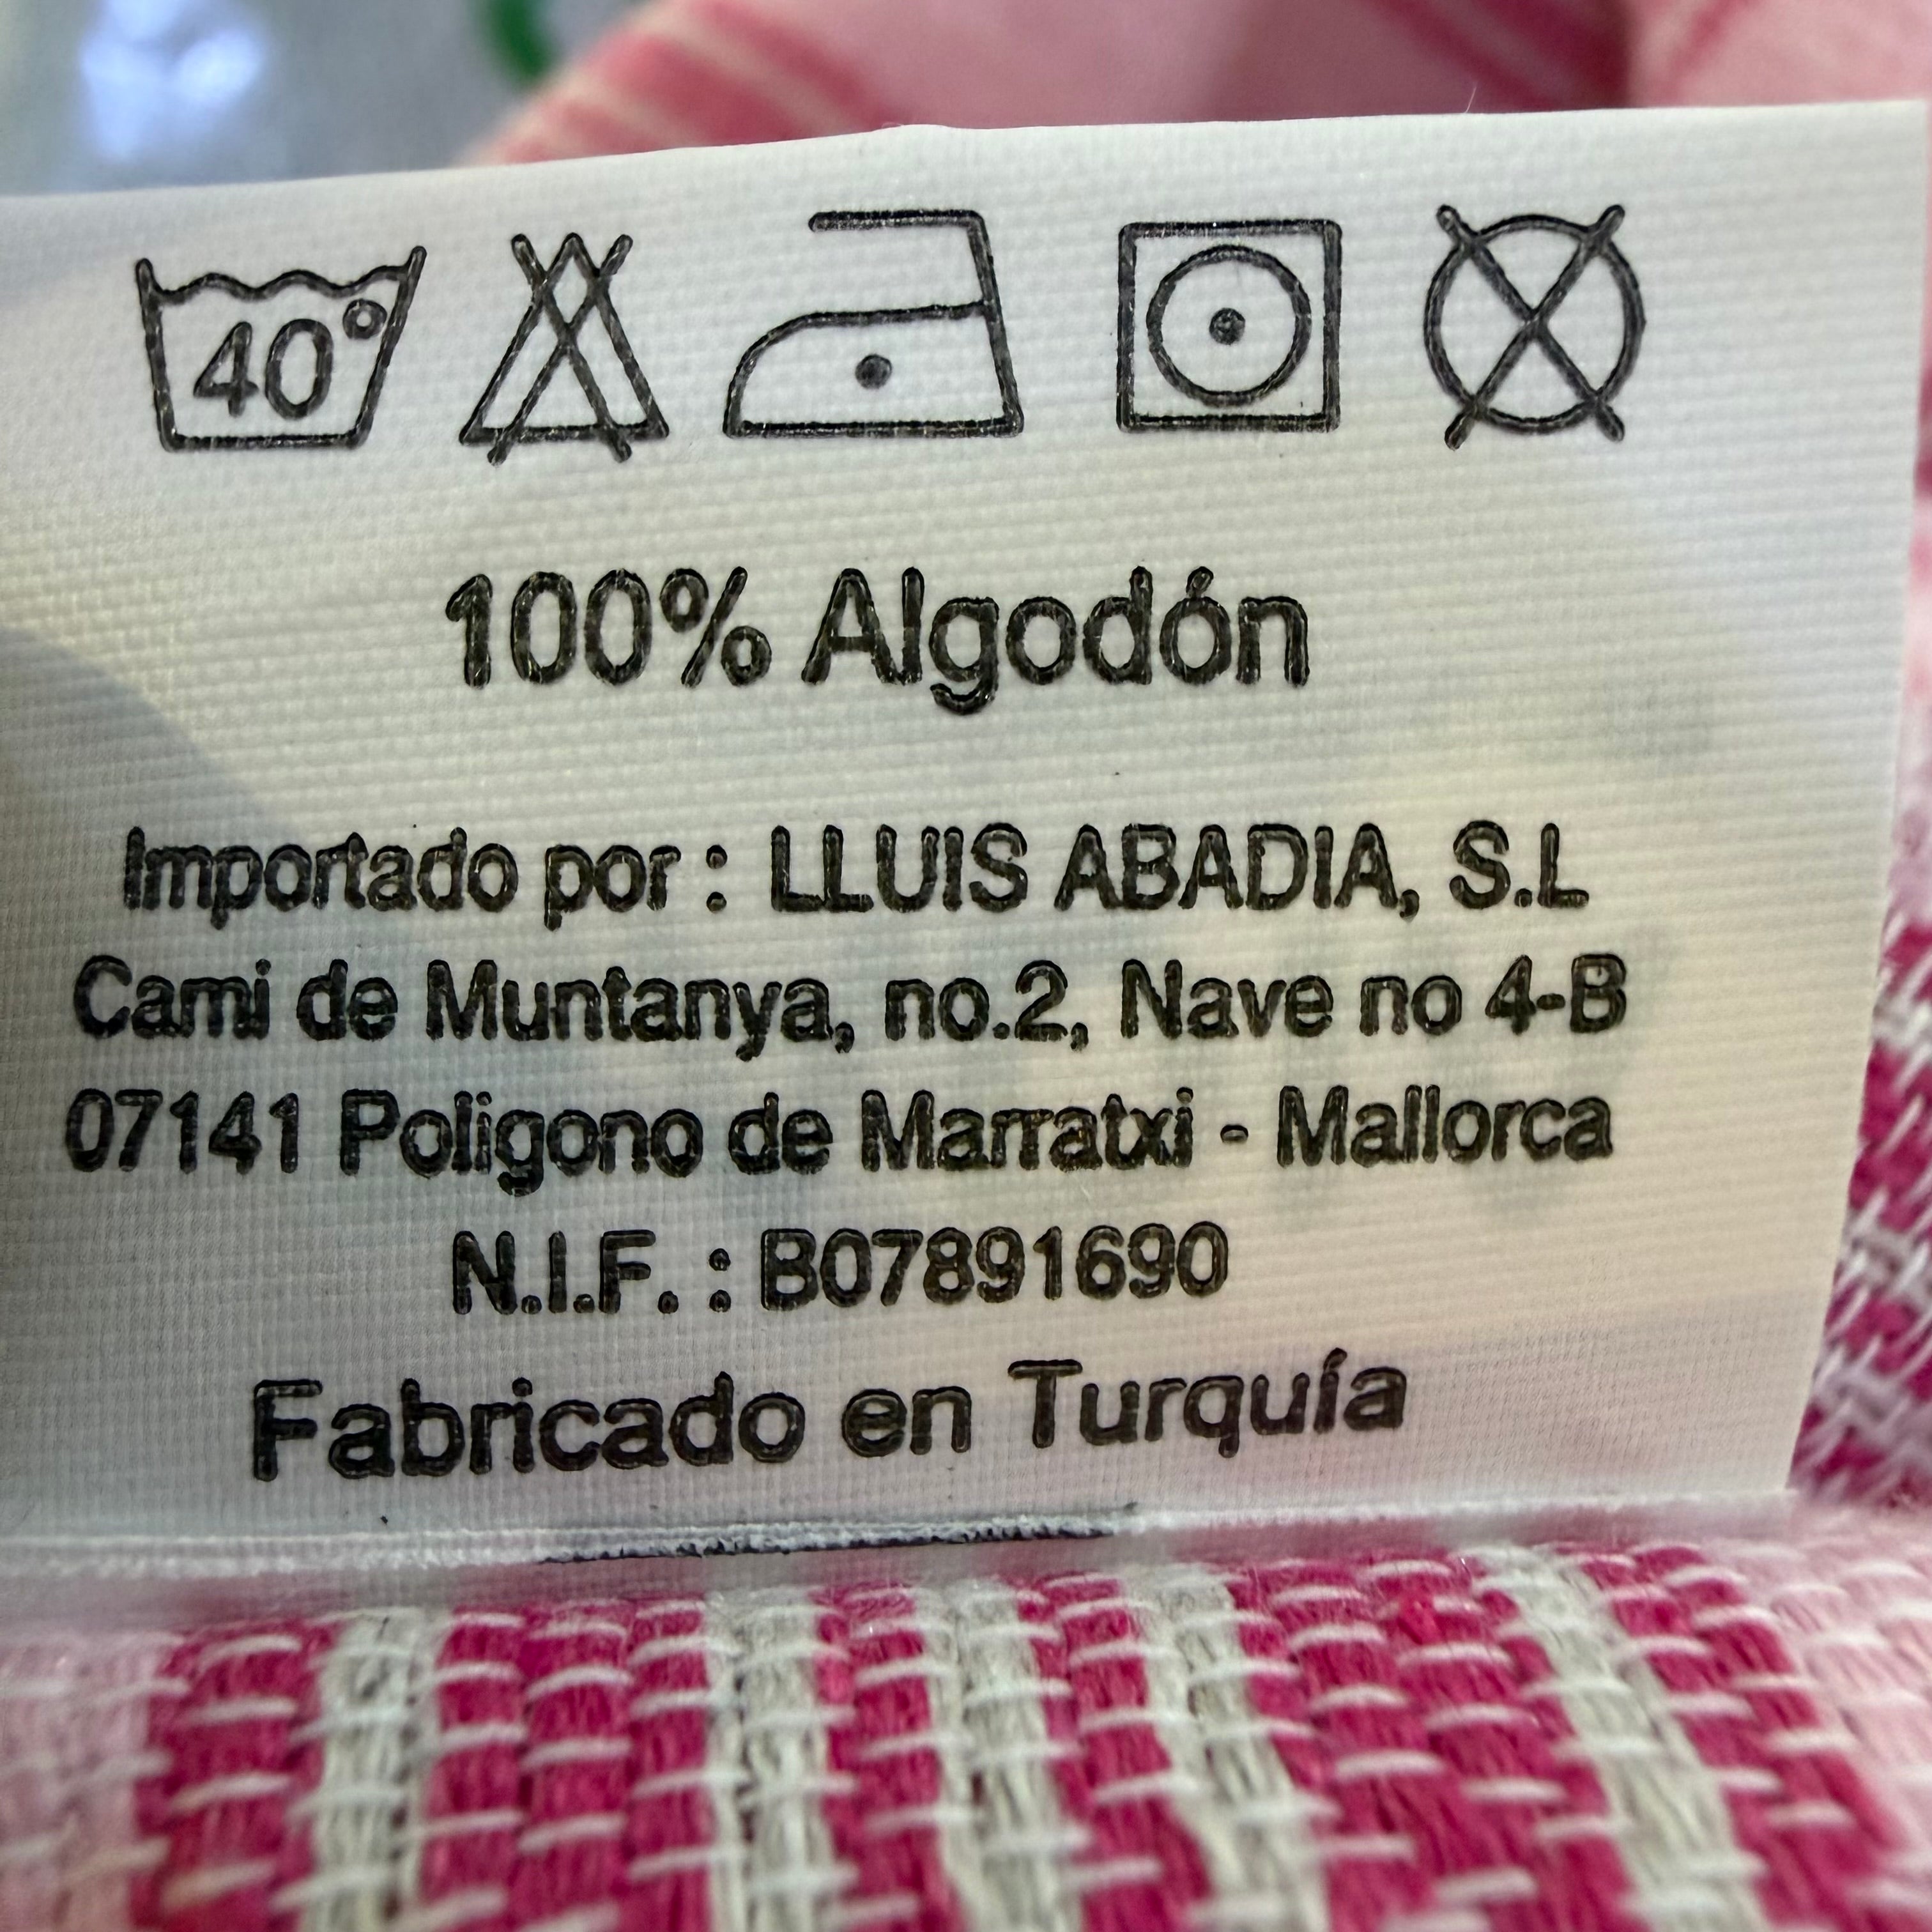 40°
100% Algodón
Importado por : LLUIS ABADIA, S.L
Cami de Muntanya, no.2, Nave no 4-B
07141 Poligono de Marratxi - Mallorca
N.I.F. : B07891690
Fabricado en Turquía